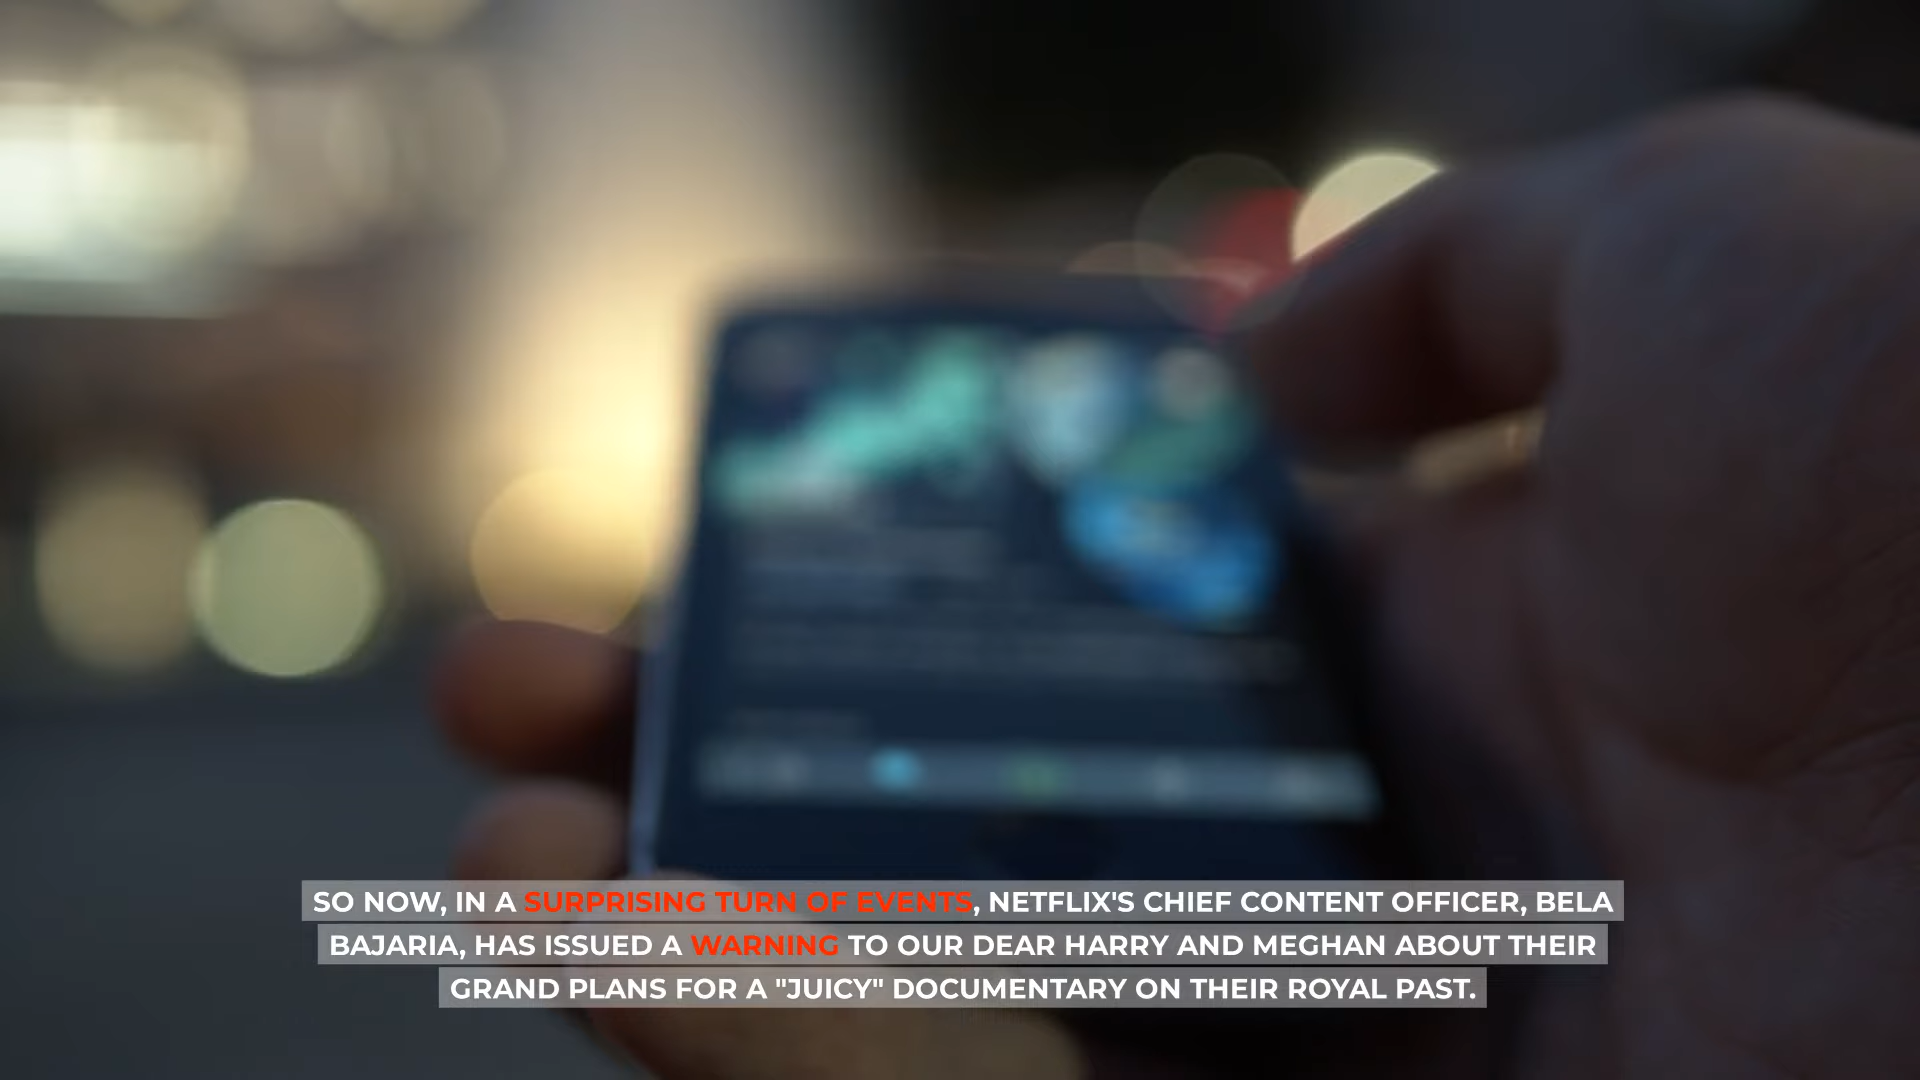 SO NOW, IN A SURPRISING TURN OF EVENTS, NETFLIX'S CHIEF CONTENT OFFICER, BELA
BAJARIA, HAS ISSUED A WARNING TO OUR DEAR HARRY AND MEGHAN ABOUT THEIR
GRAND PLANS FOR A "JUICY" DOCUMENTARY ON THEIR ROYAL PAST.